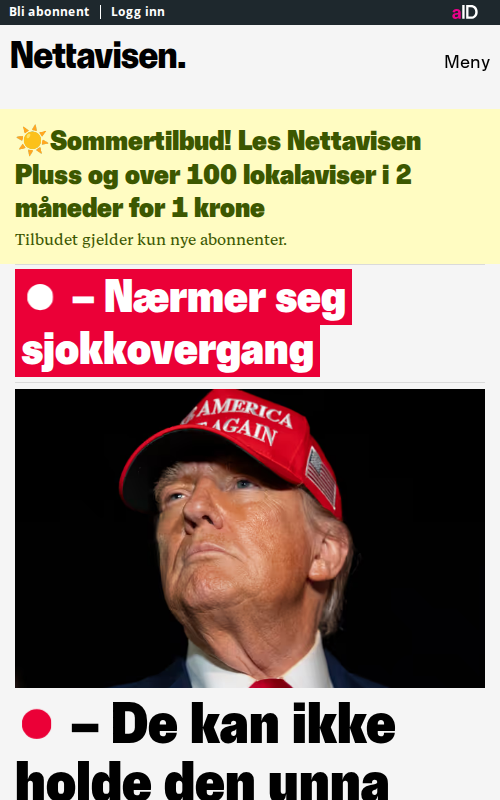 Bli abonnent | Logg inn
aID
Nettavisen.
Meny
☀️Sommertilbud! Les Nettavisen
Pluss og over 100 lokalaviser i 2
måneder for 1 krone
Tilbudet gjelder kun nye abonnenter.
– Nærmer seg
sjokkovergang
AMERICA
AGAIN
– De kan ikke
holde den unna